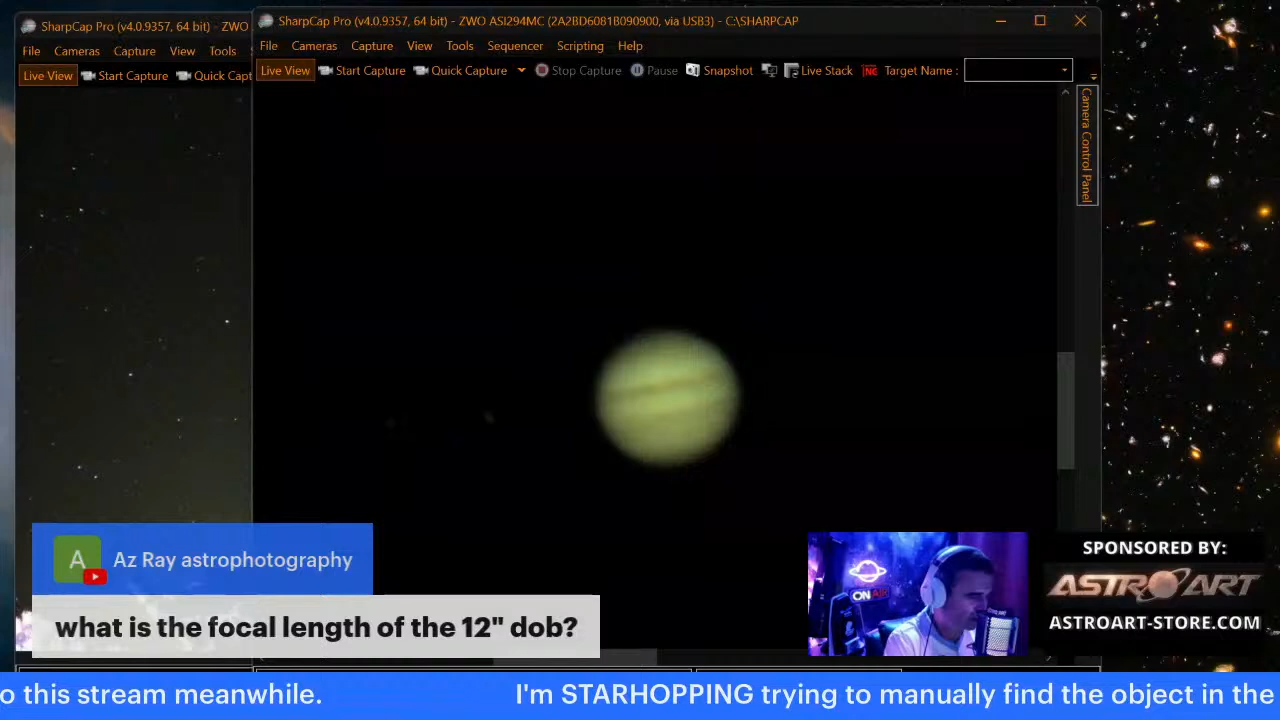 SharpCap Pro (v4.0.9357, 64 bit) - ZWO
File Cameras Capture View Tools
Live View Start Capture Quick Capt
SharpCap Pro (v4.0.9357, 64 bit) - ZWO ASI294MC (2A2BD6081B090900, via USB3) - C:\SHARPCAP
File Cameras Capture View Tools Sequencer Scripting Help
Live View Start Capture Quick Capture Stop Capture Pause Snapshot Live Stack NG Target Name :
Camera Control Panel
A Az Ray astrophotography
what is the focal length of the 12" dob?
ON AIR
SPONSORED BY:
ASTROART
ASTROART-STORE.COM
o this stream meanwhile. I'm STARHOPPING trying to manually find the object in the